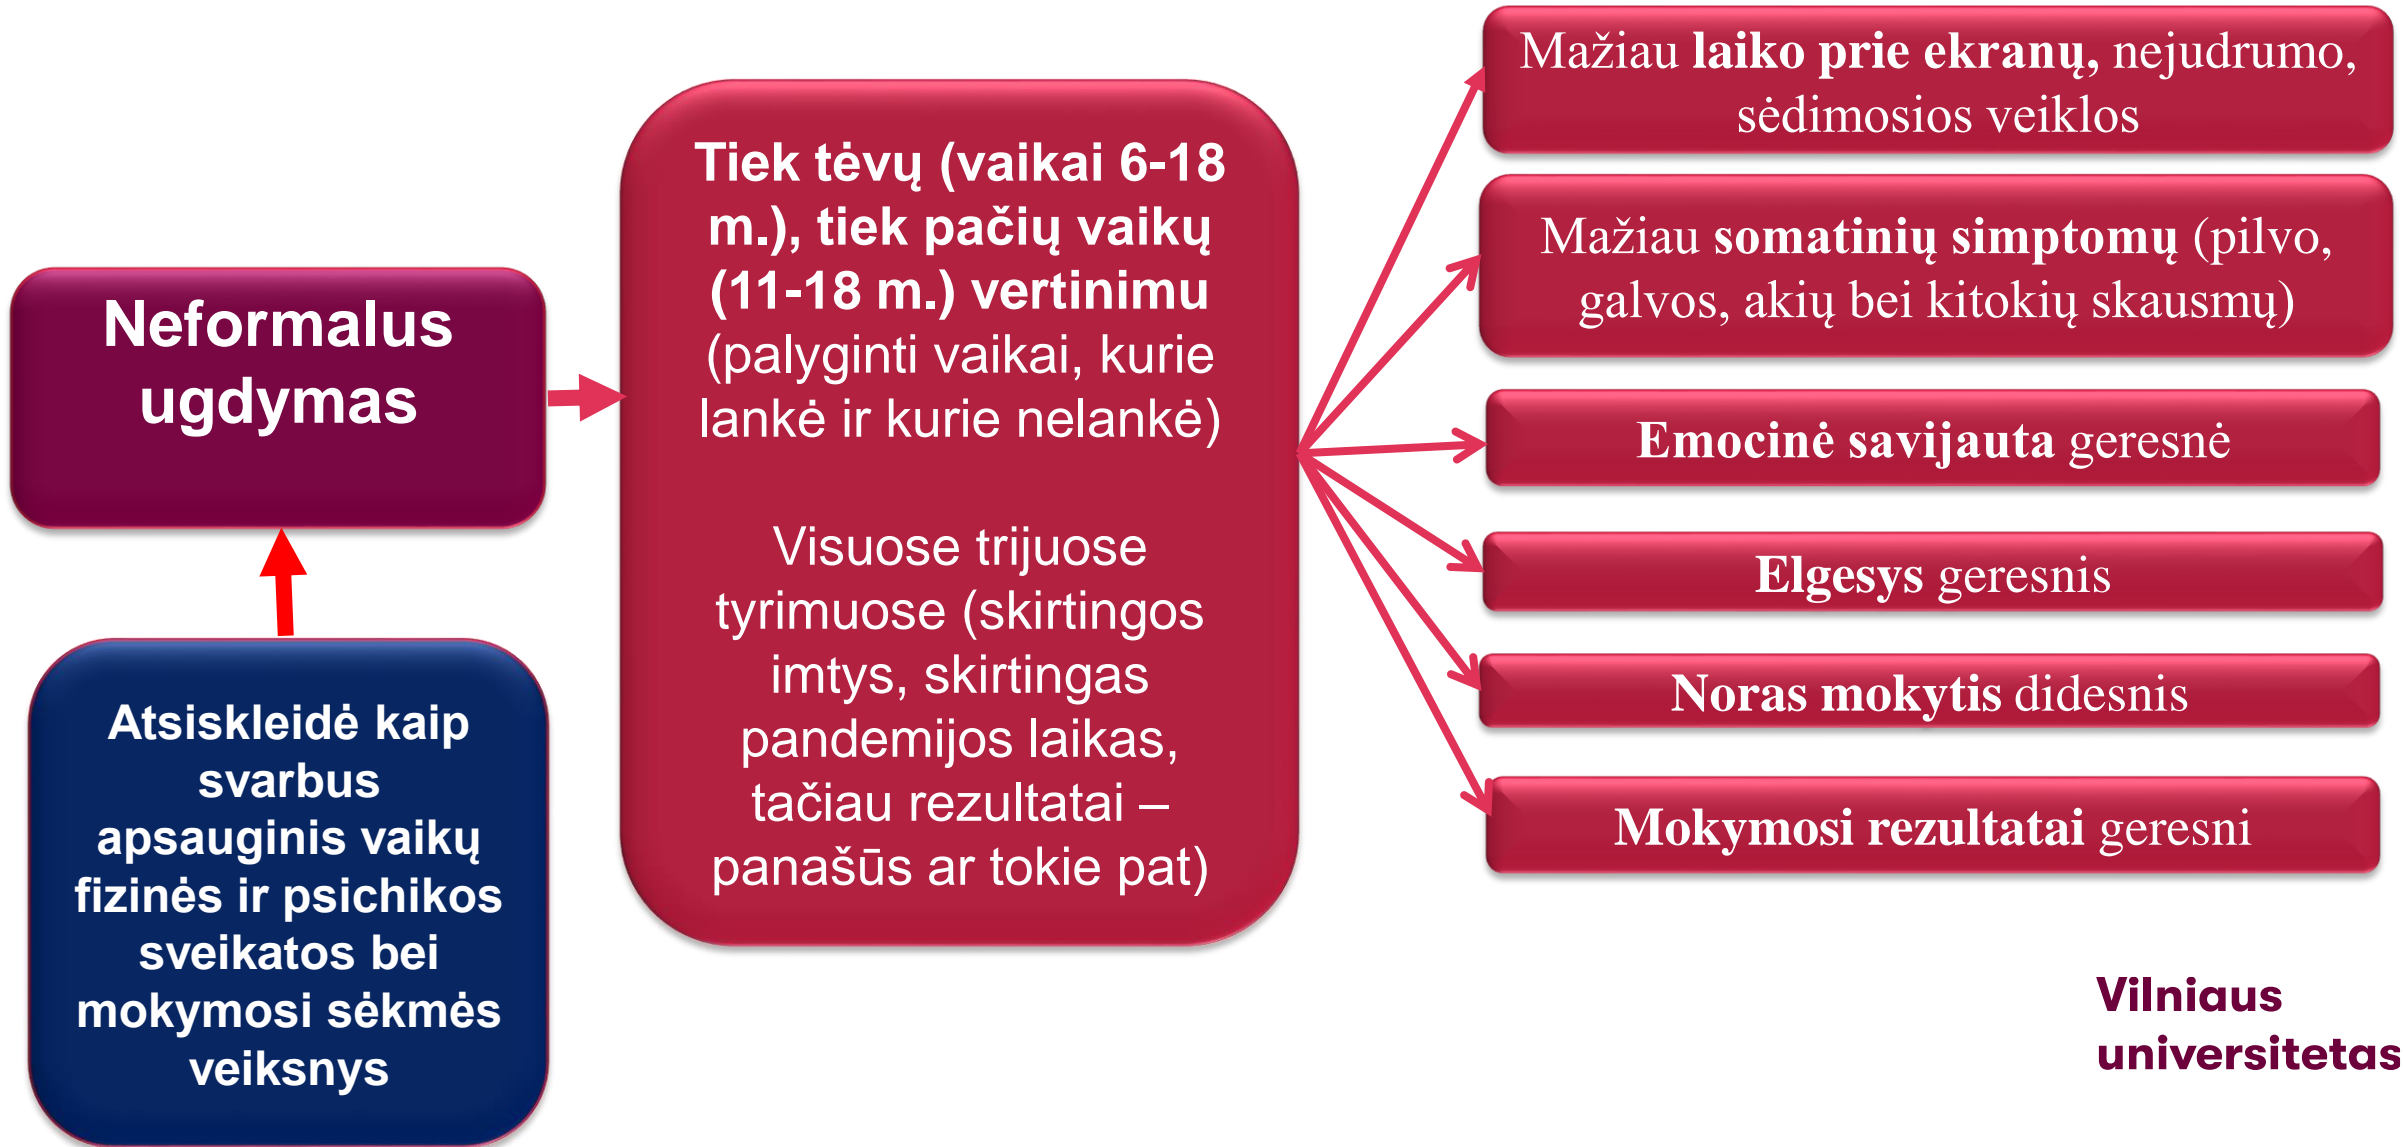 Neformalus
ugdymas
Atsiskleidė kaip
svarbus
apsauginis vaikų
fizinės ir psichikos
sveikatos bei
mokymosi sėkmės
veiksnys
Tiek tėvų (vaikai 6-18
m.), tiek pačių vaikų
(11-18 m.) vertinimu
(palyginti vaikai, kurie
lankė ir kurie nelankė)
Visuose trijuose
tyrimuose (skirtingos
imtys, skirtingas
pandemijos laikas,
tačiau rezultatai –
panašūs ar tokie pat)
Mažiau laiko prie ekranų, nejudrumo,
sėdimosios veiklos
Mažiau somatinių simptomų (pilvo,
galvos, akių bei kitokių skausmų)
Emocinė savijauta geresnė
Elgesys geresnis
Noras mokytis didesnis
Mokymosi rezultatai geresni
Vilniaus
universitetas